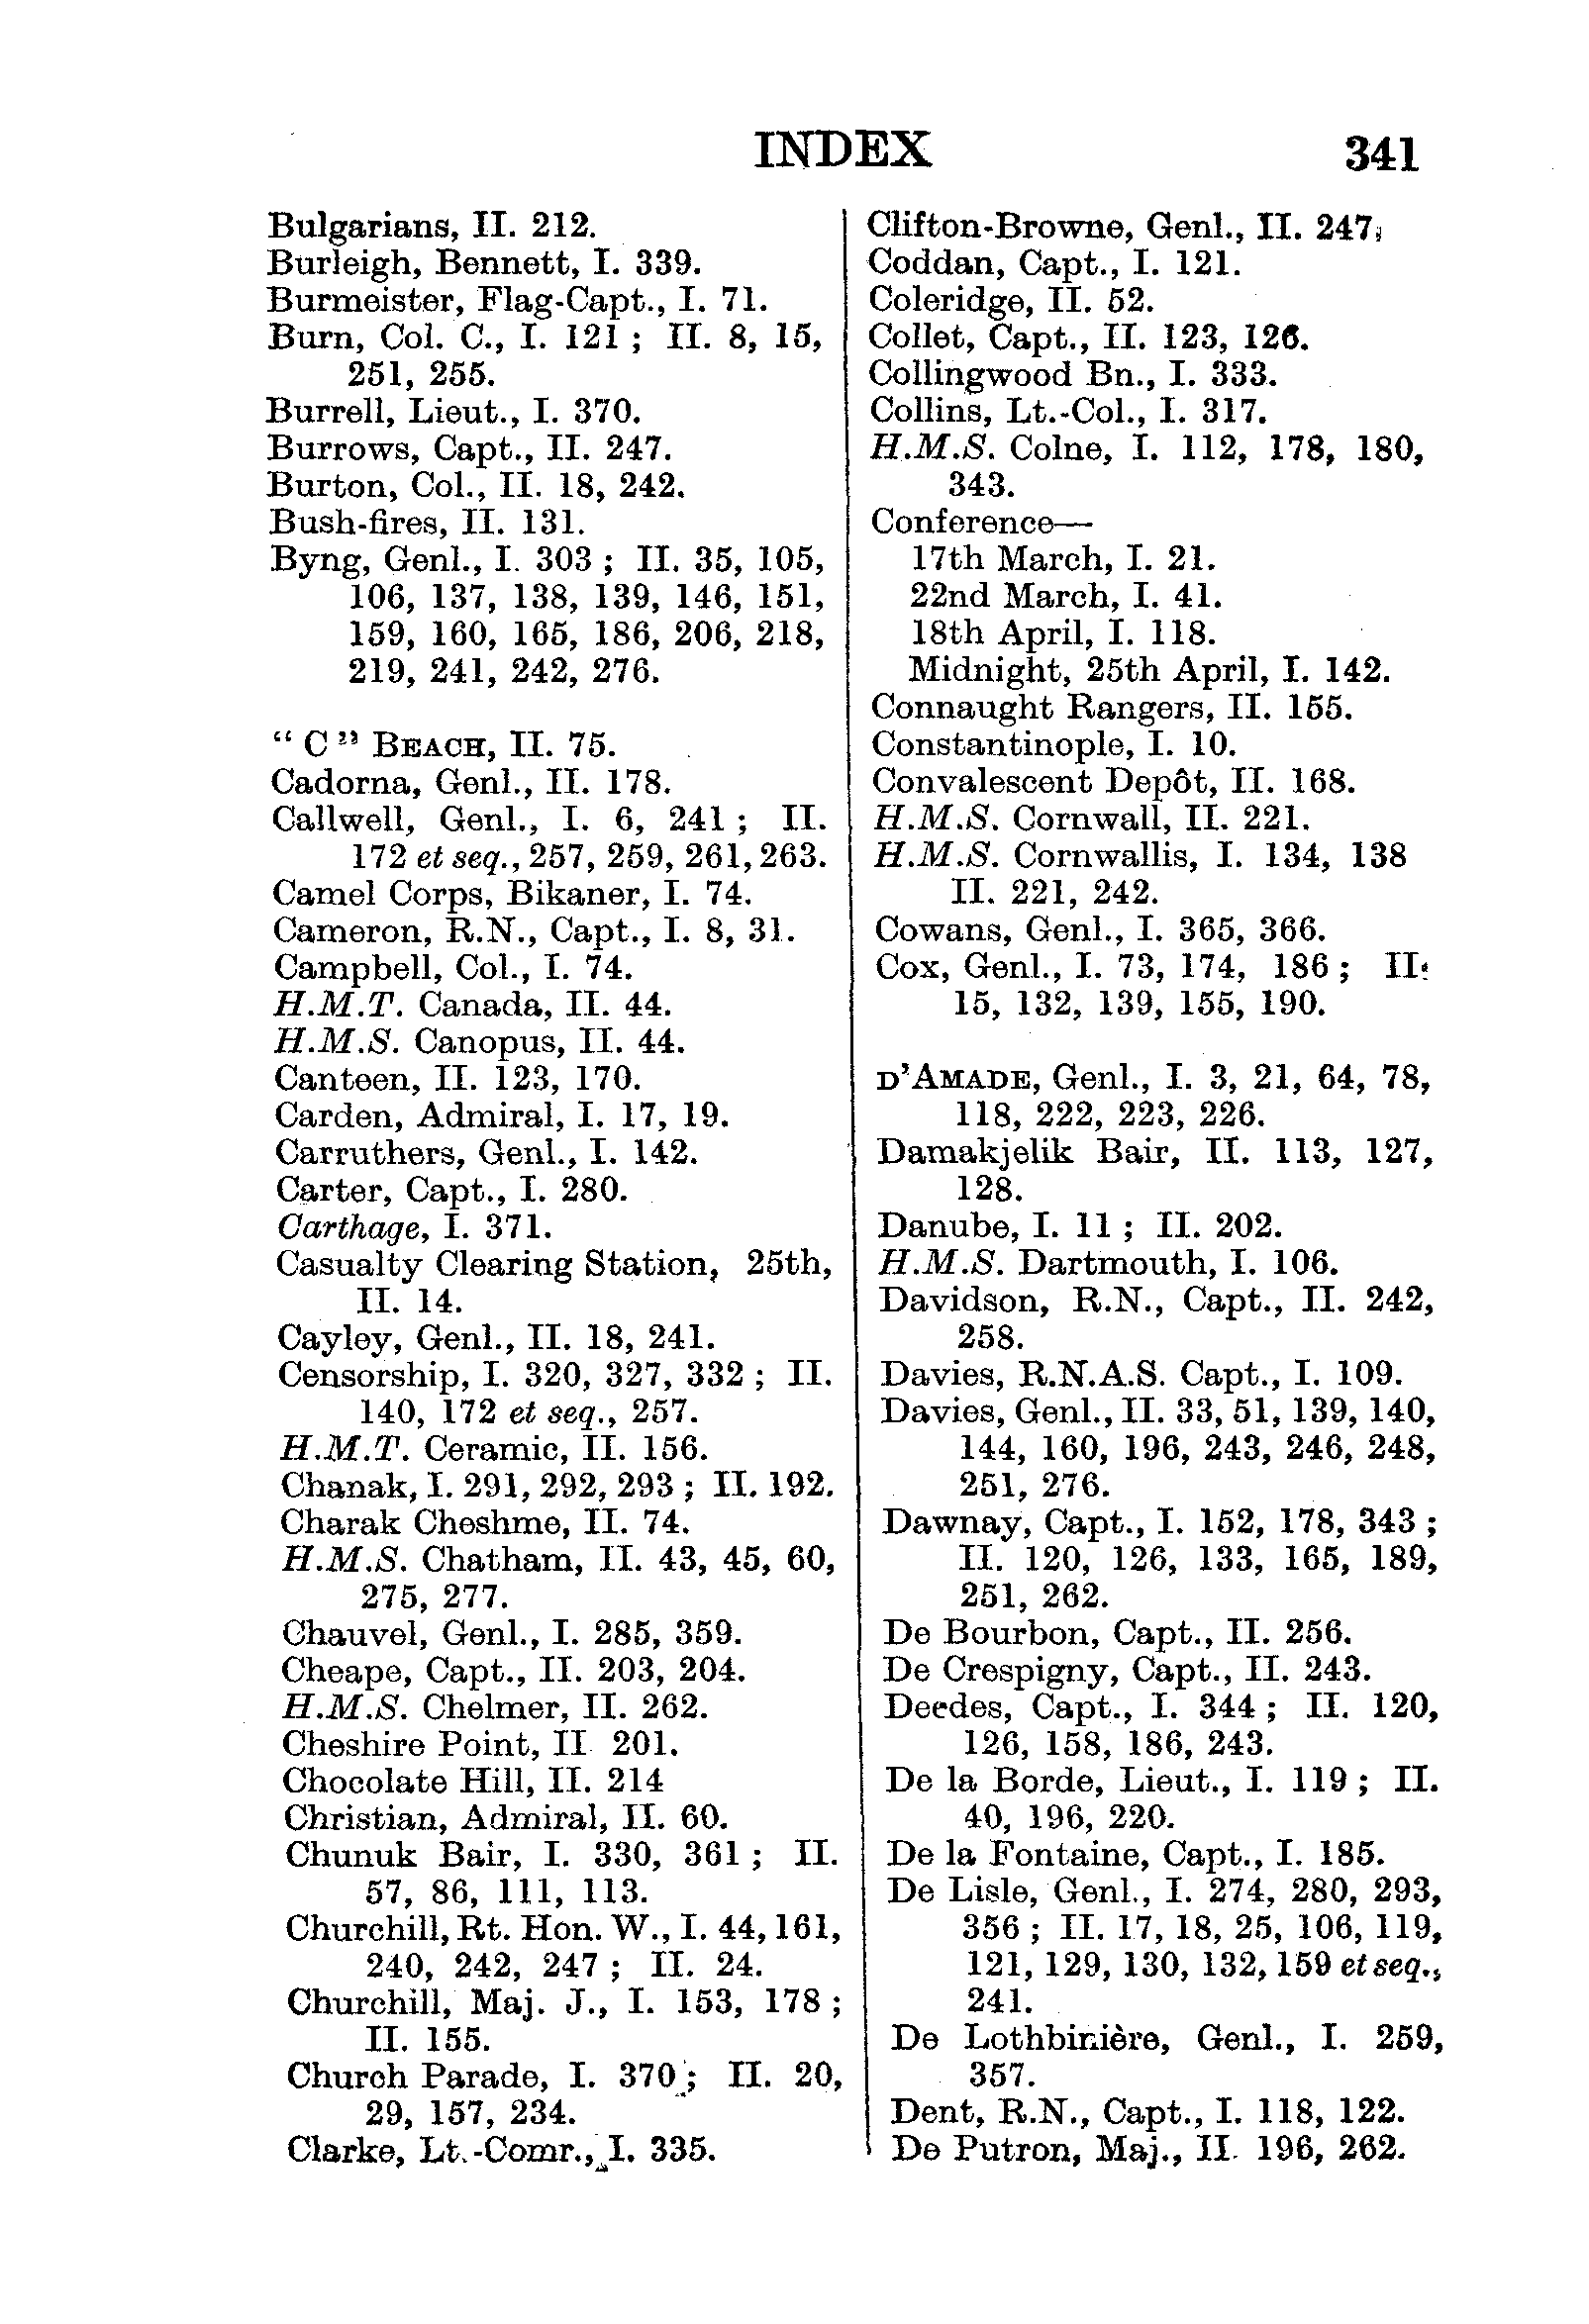 INDEX 341
Bulgarians, II. 212.
Burleigh, Bennett, I. 339.
Burmeister, Flag-Capt., I. 71.
Burn, Col. C., I. 121 ; II. 8, 15,
251, 255.
Burrell, Lieut., I. 370.
Burrows, Capt., II. 247.
Burton, Col., II. 18, 242.
Bush-fires, II. 131.
Byng, Genl., I. 303 ; II. 35, 105,
106, 137, 138, 139, 146, 151,
159, 160, 165, 186, 206, 218,
219, 241, 242, 276.
“ C ” BEACH, II. 75.
Cadorna, Genl., II. 178.
Callwell, Genl., I. 6, 241 ; II.
172 et seq., 257, 259, 261, 263.
Camel Corps, Bikaner, I. 74.
Cameron, R.N., Capt., I. 8, 31.
Campbell, Col., I. 74.
H.M.T. Canada, II. 44.
H.M.S. Canopus, II. 44.
Canteen, II. 123, 170.
Carden, Admiral, I. 17, 19.
Carruthers, Genl., I. 142.
Carter, Capt., I. 280.
Carthage, I. 371.
Casualty Clearing Station, 25th,
II. 14.
Cayley, Genl., II. 18, 241.
Censorship, I. 320, 327, 332 ; II.
140, 172 et seq., 257.
H.M.T. Ceramic, II. 156.
Chanak, I. 291, 292, 293 ; II. 192.
Charak Cheshme, II. 74.
H.M.S. Chatham, II. 43, 45, 60,
275, 277.
Chauvel, Genl., I. 285, 359.
Cheape, Capt., II. 203, 204.
H.M.S. Chelmer, II. 262.
Cheshire Point, II 201.
Chocolate Hill, II. 214
Christian, Admiral, II. 60.
Chunuk Bair, I. 330, 361 ; II.
57, 86, 111, 113.
Churchill, Rt. Hon. W., I. 44, 161,
240, 242, 247 ; II. 24.
Churchill, Maj. J., I. 153, 178 ;
II. 155.
Church Parade, I. 370 ; II. 20,
29, 157, 234.
Clarke, Lt.-Comr., I. 335.
Clifton-Browne, Genl., II. 247.
Coddan, Capt., I. 121.
Coleridge, II. 52.
Collet, Capt., II. 123, 126.
Collingwood Bn., I. 333.
Collins, Lt.-Col., I. 317.
H.M.S. Colne, I. 112, 178, 180,
343.
Conference—
17th March, I. 21.
22nd March, I. 41.
18th April, I. 118.
Midnight, 25th April, I. 142.
Connaught Rangers, II. 155.
Constantinople, I. 10.
Convalescent Depôt, II. 168.
H.M.S. Cornwall, II. 221.
H.M.S. Cornwallis, I. 134, 138
II. 221, 242.
Cowans, Genl., I. 365, 366.
Cox, Genl., I. 73, 174, 186 ; II.
15, 132, 139, 155, 190.
D’AMADE, Genl., I. 3, 21, 64, 78,
118, 222, 223, 226.
Damakjelik Bair, II. 113, 127,
128.
Danube, I. 11 ; II. 202.
H.M.S. Dartmouth, I. 106.
Davidson, R.N., Capt., II. 242,
258.
Davies, R.N.A.S. Capt., I. 109.
Davies, Genl., II. 33, 51, 139, 140,
144, 160, 196, 243, 246, 248,
251, 276.
Dawnay, Capt., I. 152, 178, 343 ;
II. 120, 126, 133, 165, 189,
251, 262.
De Bourbon, Capt., II. 256.
De Crespigny, Capt., II. 243.
Deedes, Capt., I. 344 ; II. 120,
126, 158, 186, 243.
De la Borde, Lieut., I. 119 ; II.
40, 196, 220.
De la Fontaine, Capt., I. 185.
De Lisle, Genl., I. 274, 280, 293,
356 ; II. 17, 18, 25, 106, 119,
121, 129, 130, 132, 159 et seq.,
241.
De Lothbinière, Genl., I. 259,
357.
Dent, R.N., Capt., I. 118, 122.
De Putron, Maj., II. 196, 262.